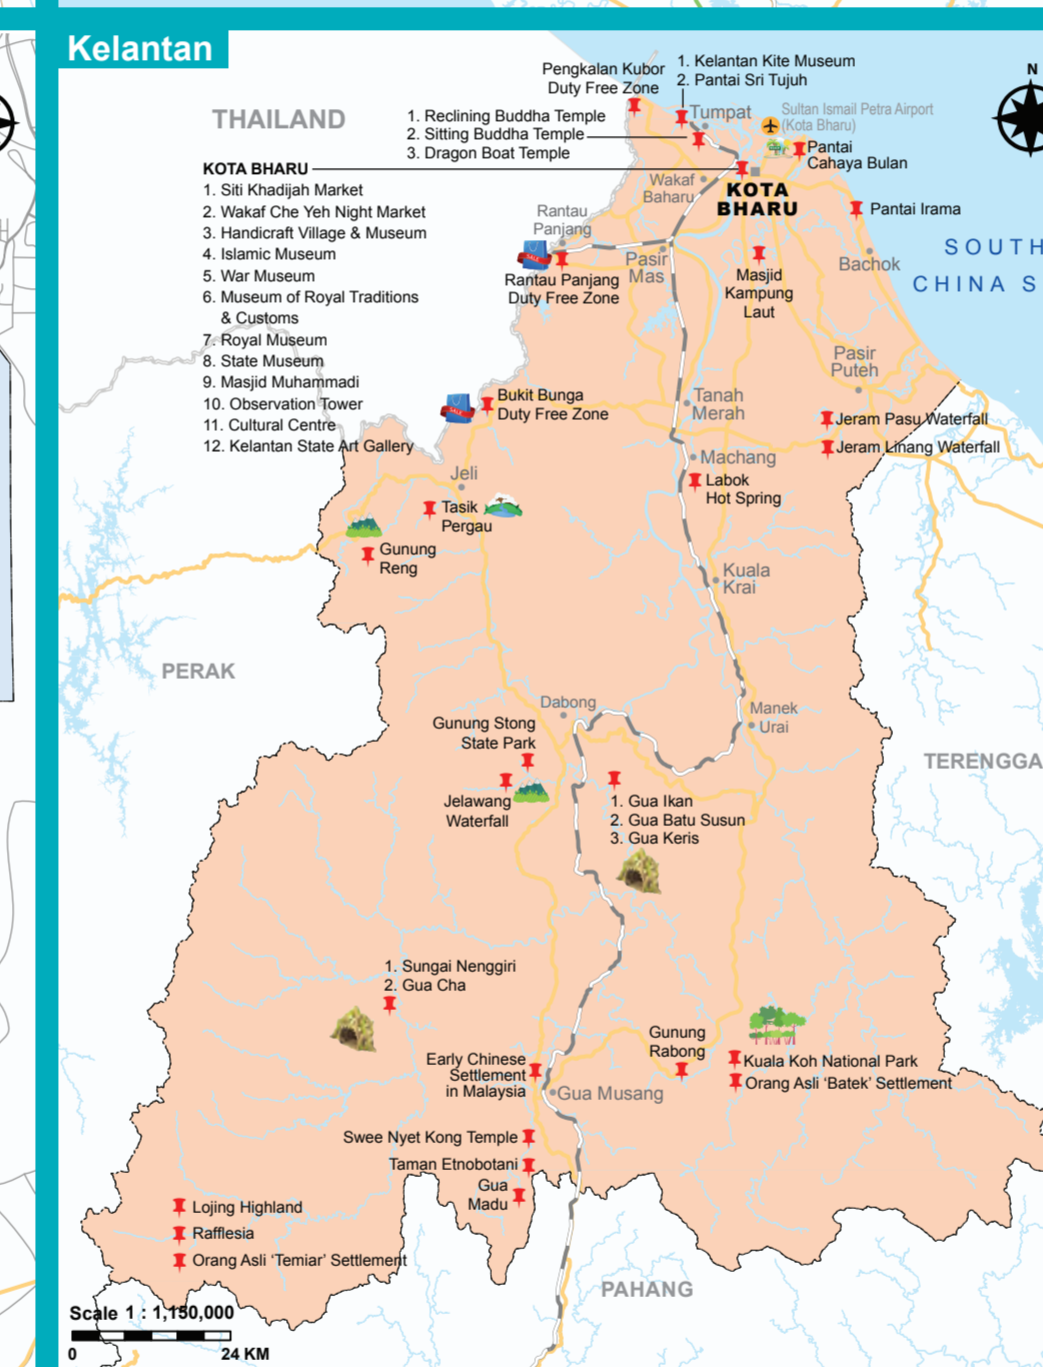 Kelantan
THAILAND
Pengkalan Kubor
Duty Free Zone
1. Kelantan Kite Museum
2. Pantai Sri Tujuh
N
Tumpat
Sultan Ismail Petra Airport
(Kota Bharu)
1. Reclining Buddha Temple
2. Sitting Buddha Temple
3. Dragon Boat Temple
Pantai
Cahaya Bulan
KOTA BHARU
1. Siti Khadijah Market
2. Wakaf Che Yeh Night Market
3. Handicraft Village & Museum
4. Islamic Museum
5. War Museum
6. Museum of Royal Traditions
& Customs
7. Royal Museum
8. State Museum
9. Masjid Muhammadi
10. Observation Tower
11. Cultural Centre
12. Kelantan State Art Gallery
Wakaf
Baharu
KOTA
BHARU
Pantai Irama
Rantau
Panjang
SALE
Rantau Panjang
Duty Free Zone
Pasir
Mas
Masjid
Kampung
Laut
Bachok
SOUTH
CHINA S
Pasir
Puteh
SALE
Bukit Bunga
Duty Free Zone
Tanah
Merah
Jeram Pasu Waterfall
Jeram Linang Waterfall
Machang
Jeli
Labok
Hot Spring
Tasik
Pergau
Gunung
Reng
Kuala
Krai
PERAK
Dabong
Manek
Urai
Gunung Stong
State Park
TERENGGA
Jelawang
Waterfall
1. Gua Ikan
2. Gua Batu Susun
3. Gua Keris
1. Sungai Nenggiri
2. Gua Cha
Gunung
Rabong
Early Chinese
Settlement
in Malaysia
Kuala Koh National Park
Orang Asli ‘Batek’ Settlement
Gua Musang
Swee Nyet Kong Temple
Taman Etnobotani
Gua
Madu
Lojing Highland
Rafflesia
Orang Asli ‘Temiar’ Settlement
PAHANG
Scale 1 : 1,150,000
0 24 KM